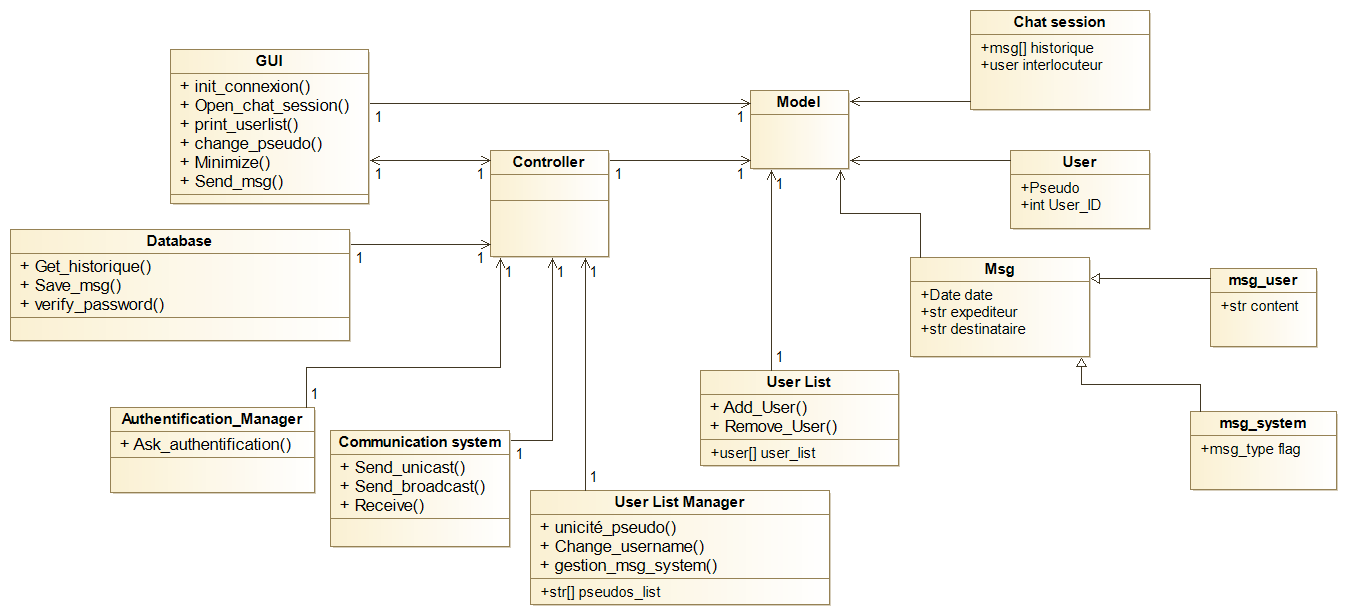 Chat session
+msg[] historique
+user interlocuteur
GUI
+ init_connexion()
+ Open_chat_session()
+ print_userlist()
+ change_pseudo()
+ Minimize()
+ Send_msg()
1
1
Model
1
1
Controller
1
1
User
+Pseudo
+int User_ID
1
Database
+ Get_historique()
+ Save_msg()
+ verify_password()
1
1
1
1
1
Msg
+Date date
+str expediteur
+str destinataire
msg_user
+str content
1
User List
+ Add_User()
+ Remove_User()
+user[] user_list
1
Authentification_Manager
+ Ask_authentification()
msg_system
+msg_type flag
Communication system
+ Send_unicast()
+ Send_broadcast()
+ Receive()
1
1
User List Manager
+ unicité_pseudo()
+ Change_username()
+ gestion_msg_system()
+str[] pseudos_list